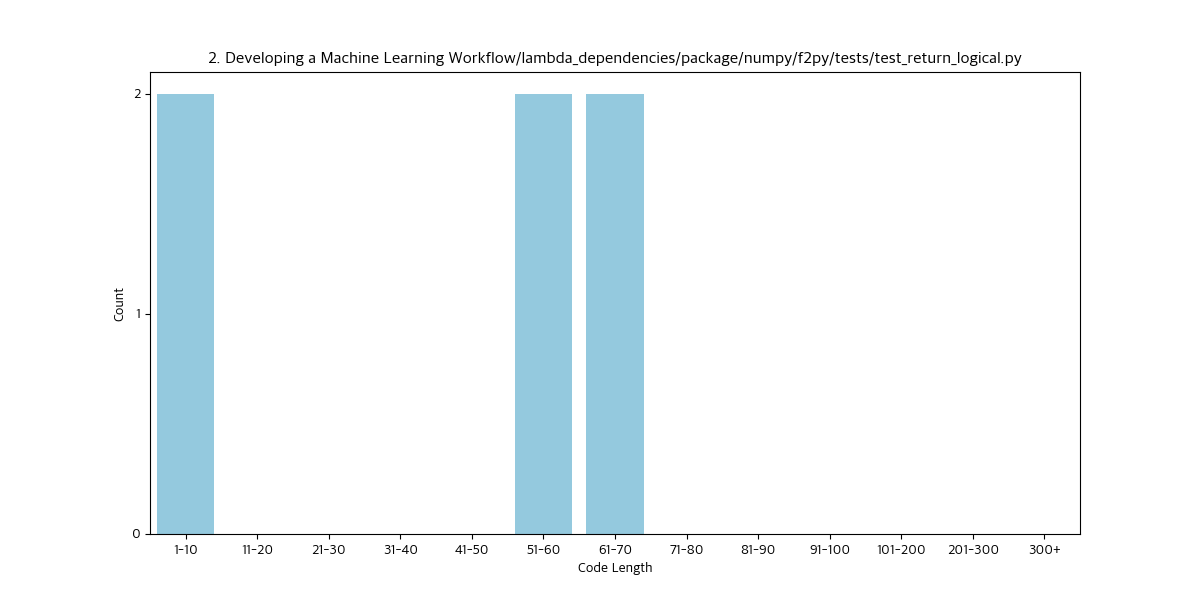 2. Developing a Machine Learning Workflow/lambda_dependencies/package/numpy/f2py/tests/test_return_logical.py
2
1
0
Count
1-10 11-20 21-30 31-40 41-50 51-60 61-70 71-80 81-90 91-100 101-200 201-300 300+
Code Length